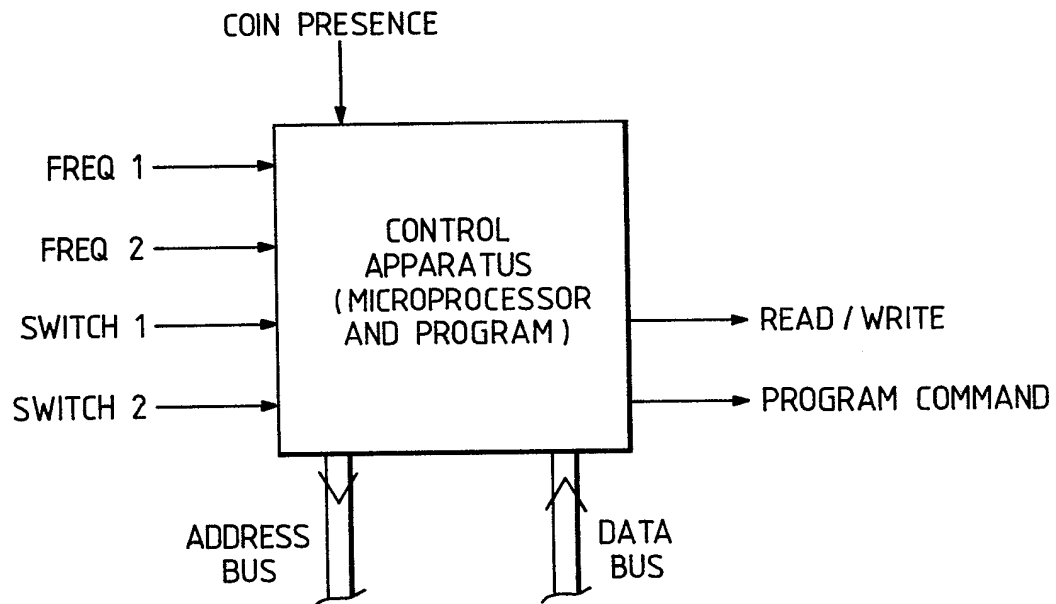 COIN PRESENCE
FREQ 1
FREQ 2
SWITCH 1
SWITCH 2
CONTROL
APPARATUS
(MICROPROCESSOR
AND PROGRAM)
READ / WRITE
PROGRAM COMMAND
ADDRESS
BUS
DATA
BUS